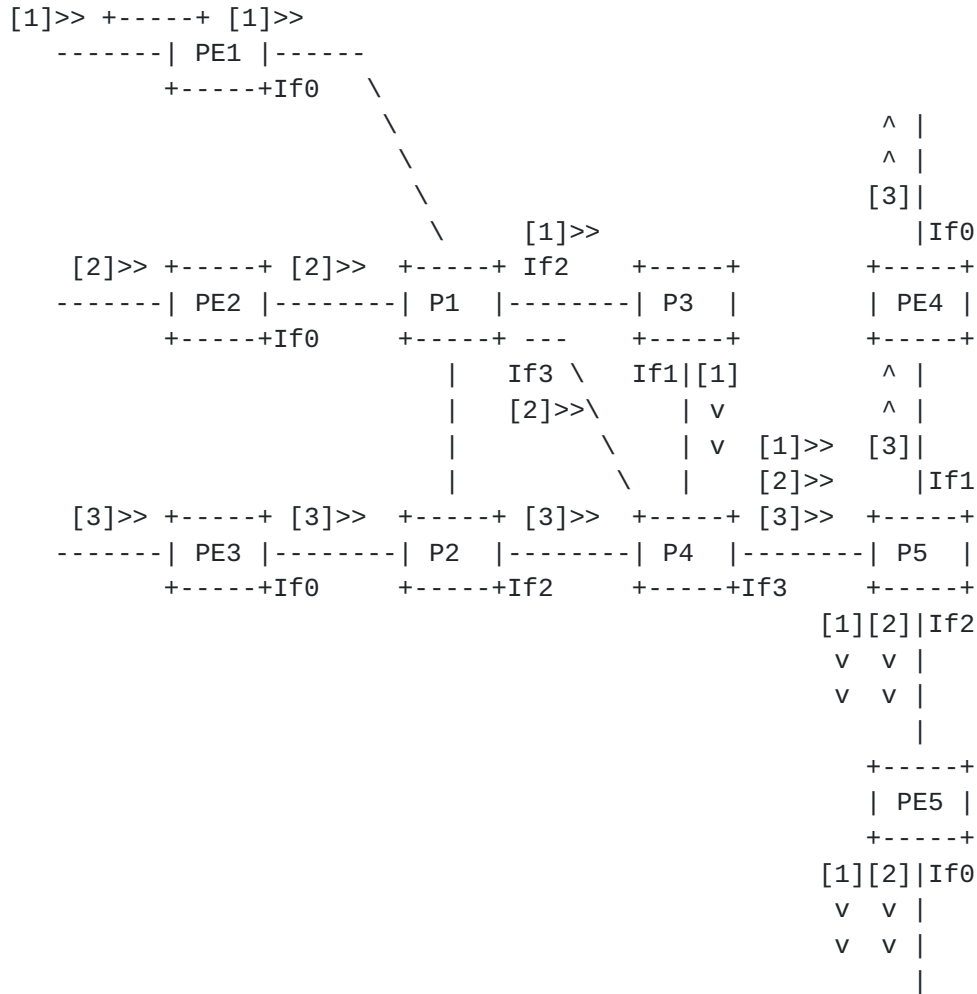 [1]>> +-----+ [1]>>
-------| PE1 |------
+-----+If0 \
\ ^ |
\ ^ |
\ [3]|
\ [1]>> |If0
[2]>> +-----+ [2]>> +-----+ If2 +-----+ +-----+
-------| PE2 |--------| P1 |--------| P3 | | PE4 |
+-----+If0 +-----+ --- +-----+ +-----+
| If3 \ If1|[1] ^ |
| [2]>>\ | v ^ |
| \ | v [1]>> [3]|
| \ | [2]>> |If1
[3]>> +-----+ [3]>> +-----+ [3]>> +-----+ [3]>> +-----+
-------| PE3 |--------| P2 |--------| P4 |--------| P5 |
+-----+If0 +-----+If2 +-----+If3 +-----+
[1][2]|If2
v v |
v v |
|
+-----+
| PE5 |
+-----+
[1][2]|If0
v v |
v v |
|